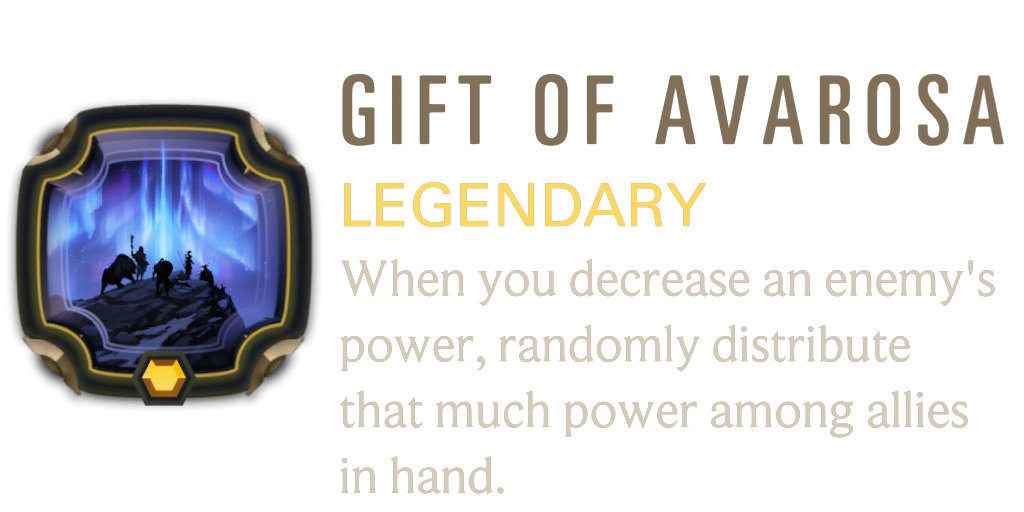 GIFT OF AVAROSA
LEGENDARY
When you decrease an enemy's
power, randomly distribute
that much power among allies
in hand.